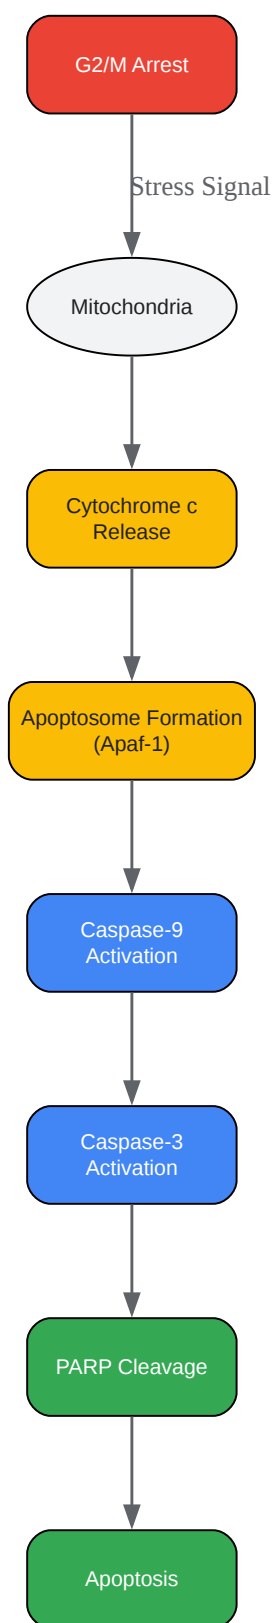 G2/M Arrest
Stress Signal
Mitochondria
Cytochrome c
Release
Apoptosome Formation
(Apaf-1)
Caspase-9
Activation
Caspase-3
Activation
PARP Cleavage
Apoptosis